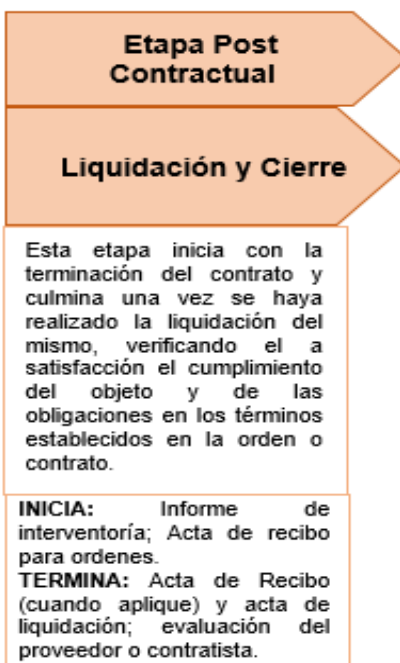 Etapa Post
Contractual
Liquidación y Cierre
Esta etapa inicia con la
terminación del contrato y
culmina una vez se haya
realizado la liquidación del
mismo, verificando el a
satisfacción el cumplimiento
del objeto y de las
obligaciones en los términos
establecidos en la orden o
contrato.
INICIA: Informe de
interventoría; Acta de recibo
para ordenes.
TERMINA: Acta de Recibo
(cuando aplique) y acta de
liquidación; evaluación del
proveedor o contratista.